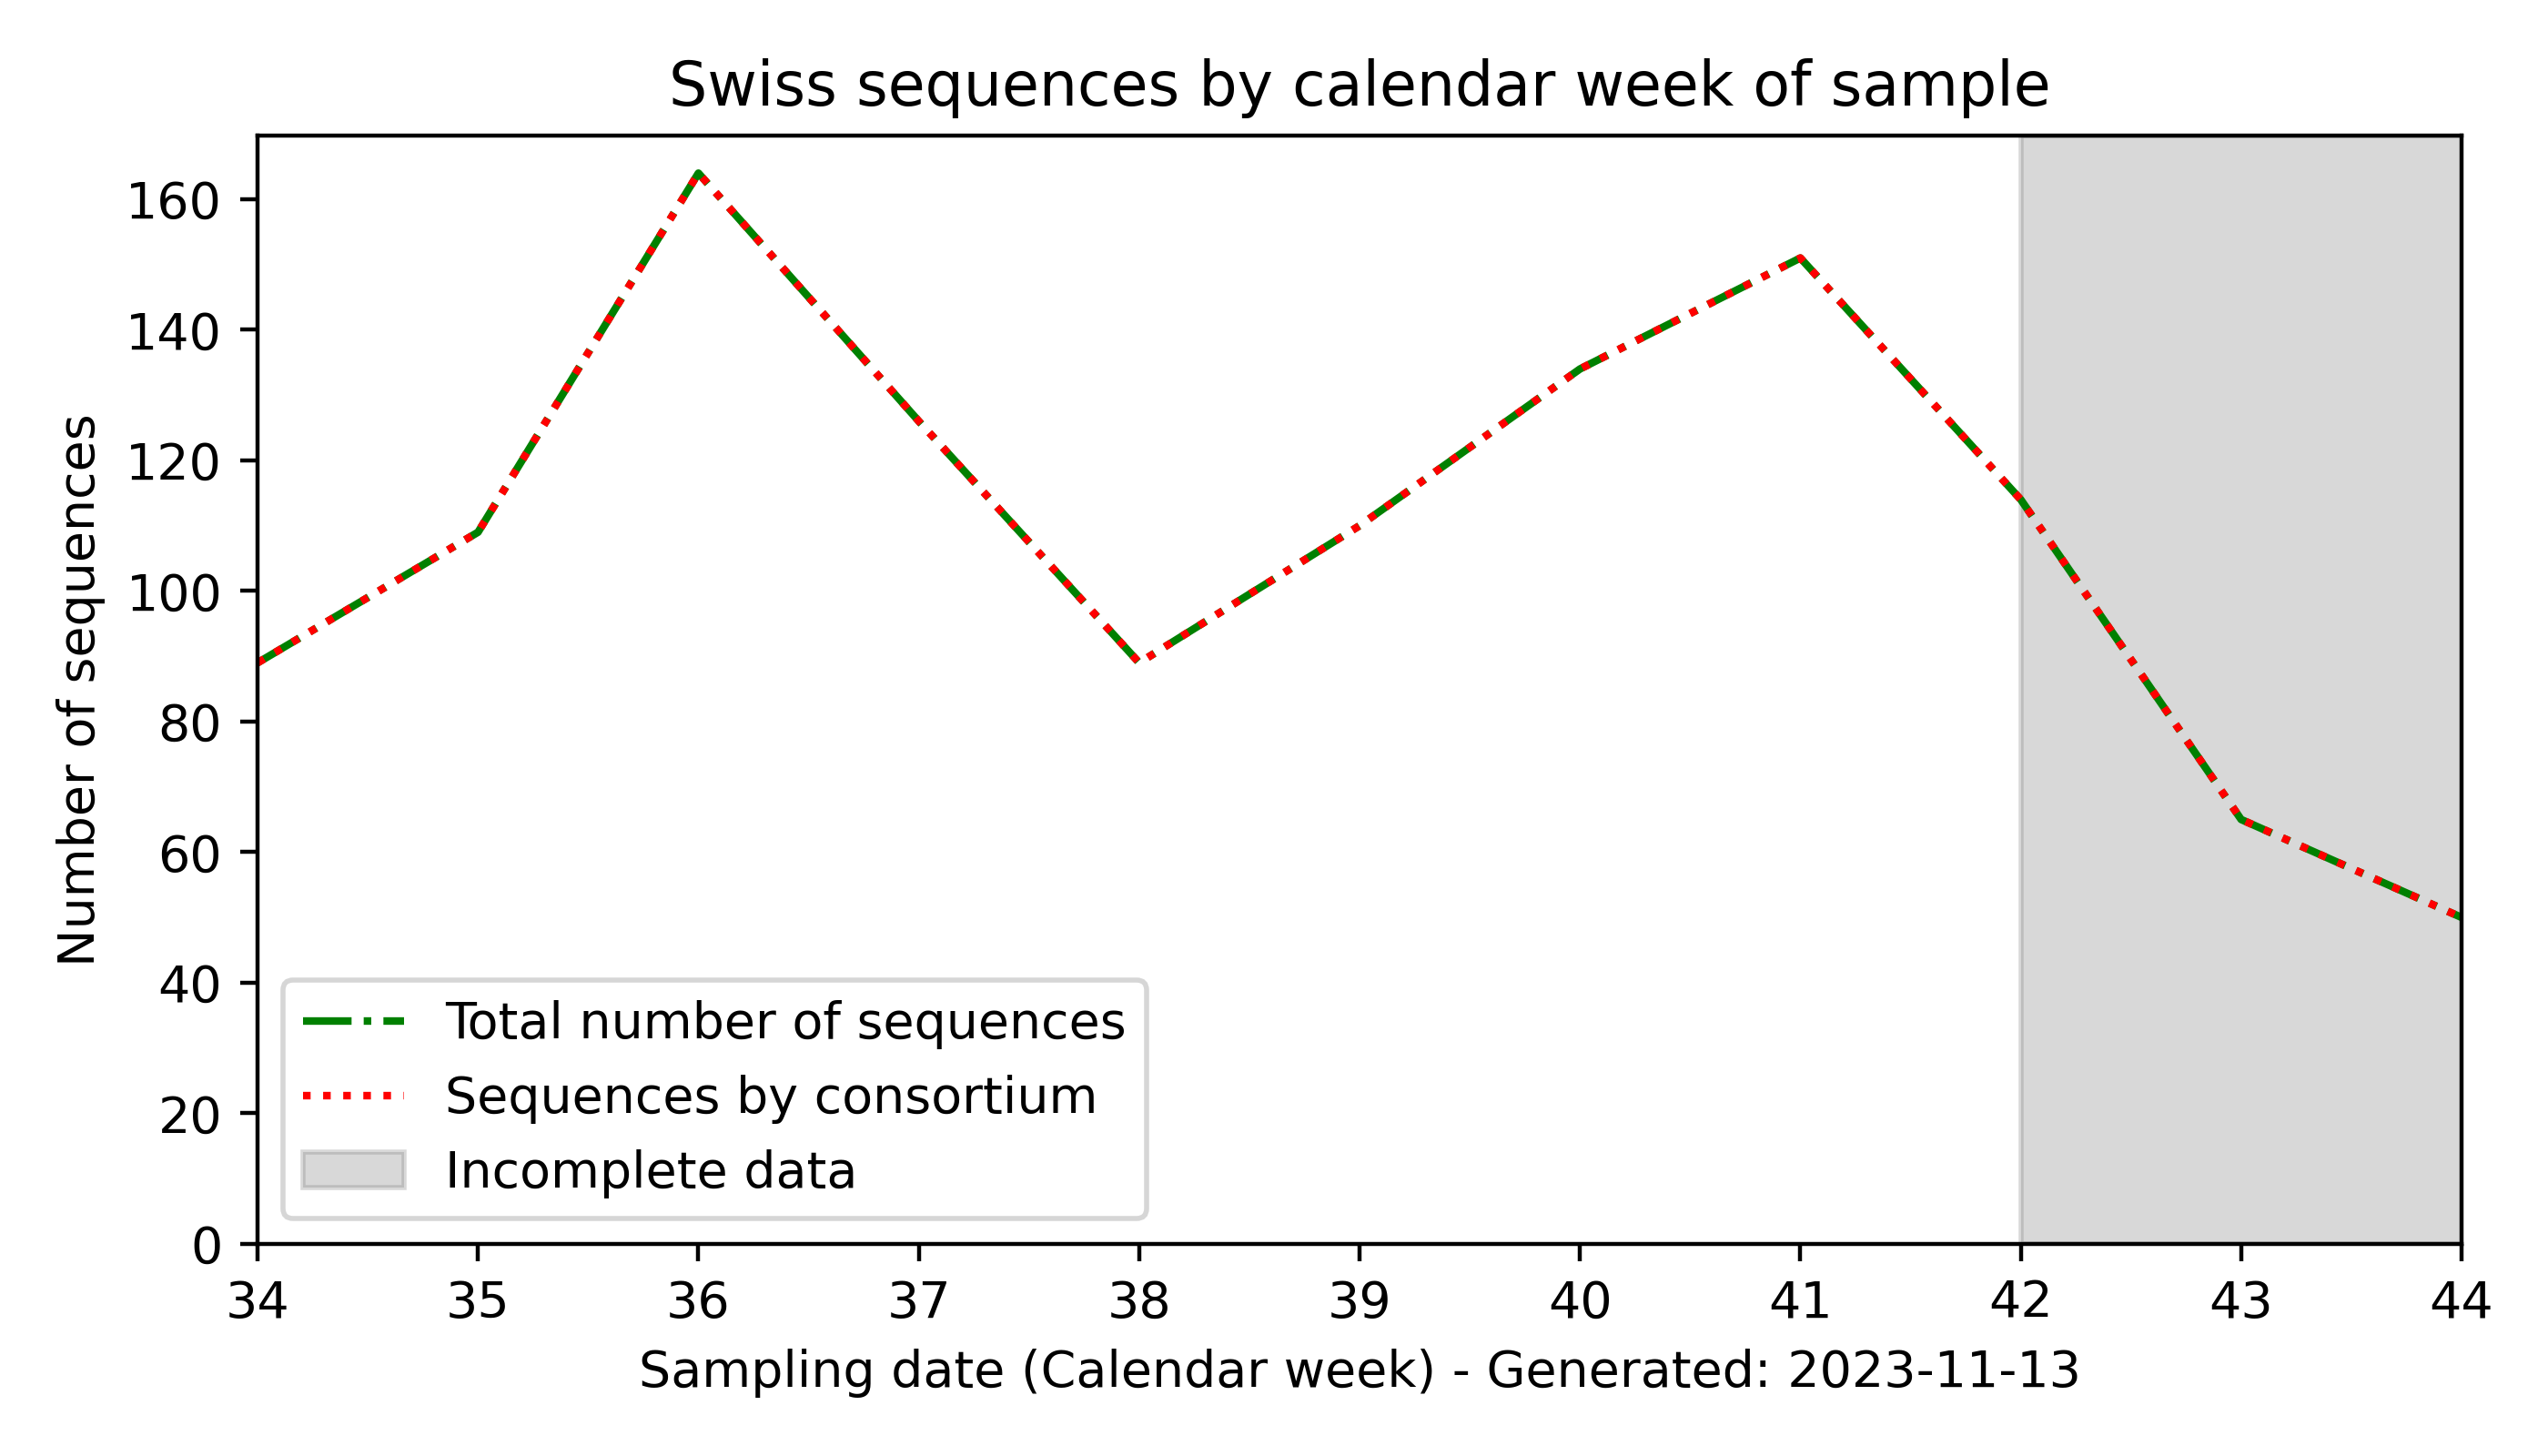 Swiss sequences by calendar week of sample
Number of sequences
160
140
120
100
80
60
40
20
0
Total number of sequences
Sequences by consortium
Incomplete data
34 35 36 37 38 39 40 41 42 43 44
Sampling date (Calendar week) - Generated: 2023-11-13